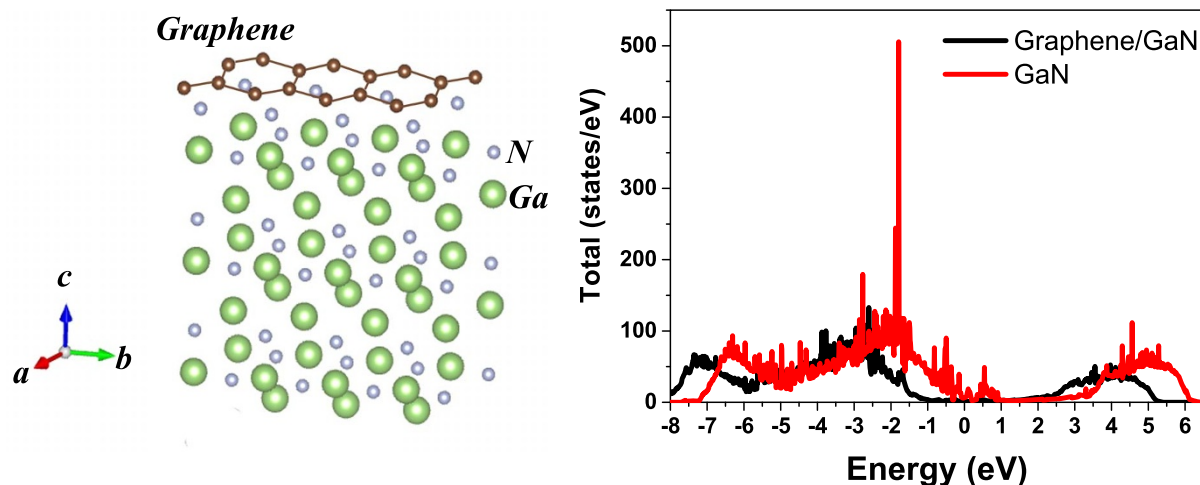 Graphene
N
Ga
c
b
a
Graphene/GaN
GaN
Total (states/eV)
500
400
300
200
100
0
-8 -7 -6 -5 -4 -3 -2 -1 0 1 2 3 4 5 6
Energy (eV)